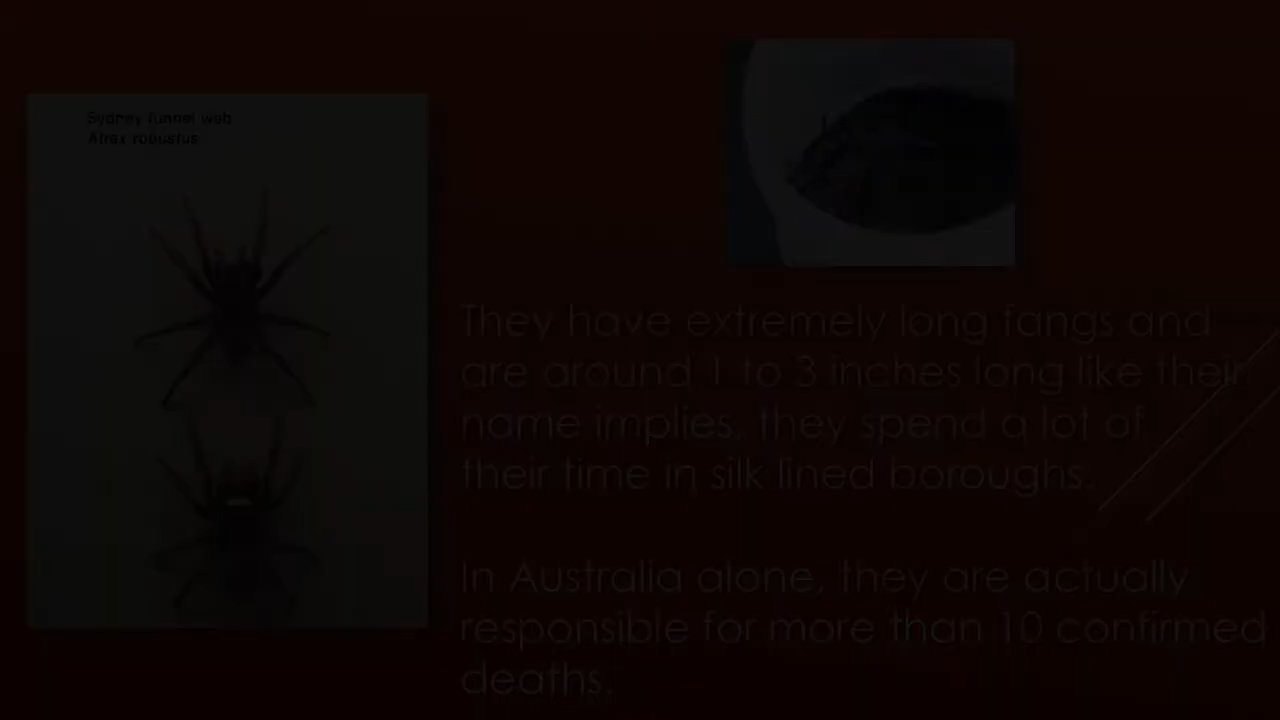 Sydney funnel web
Atrax robustus
They have extremely long fangs and
are around 1 to 3 inches long like their
name implies, they spend a lot of
their time in silk lined boroughs.
In Australia alone, they are actually
responsible for more than 10 confirmed
deaths.